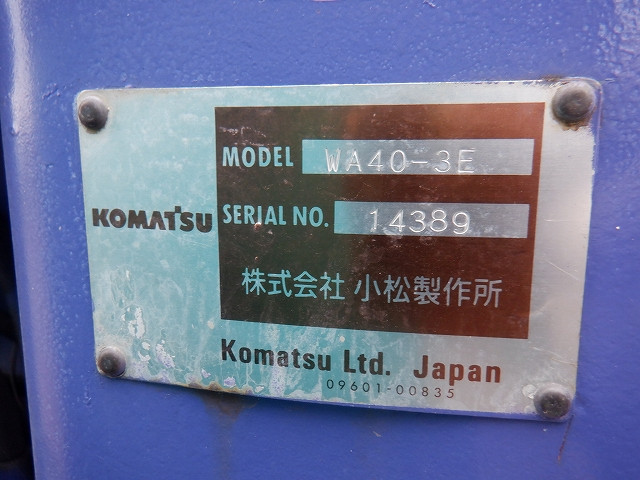 KOMATSU
MODEL WA40-3E
SERIAL NO. 14389
株式会社 小松製作所
Komatsu Ltd. Japan
09601-00835